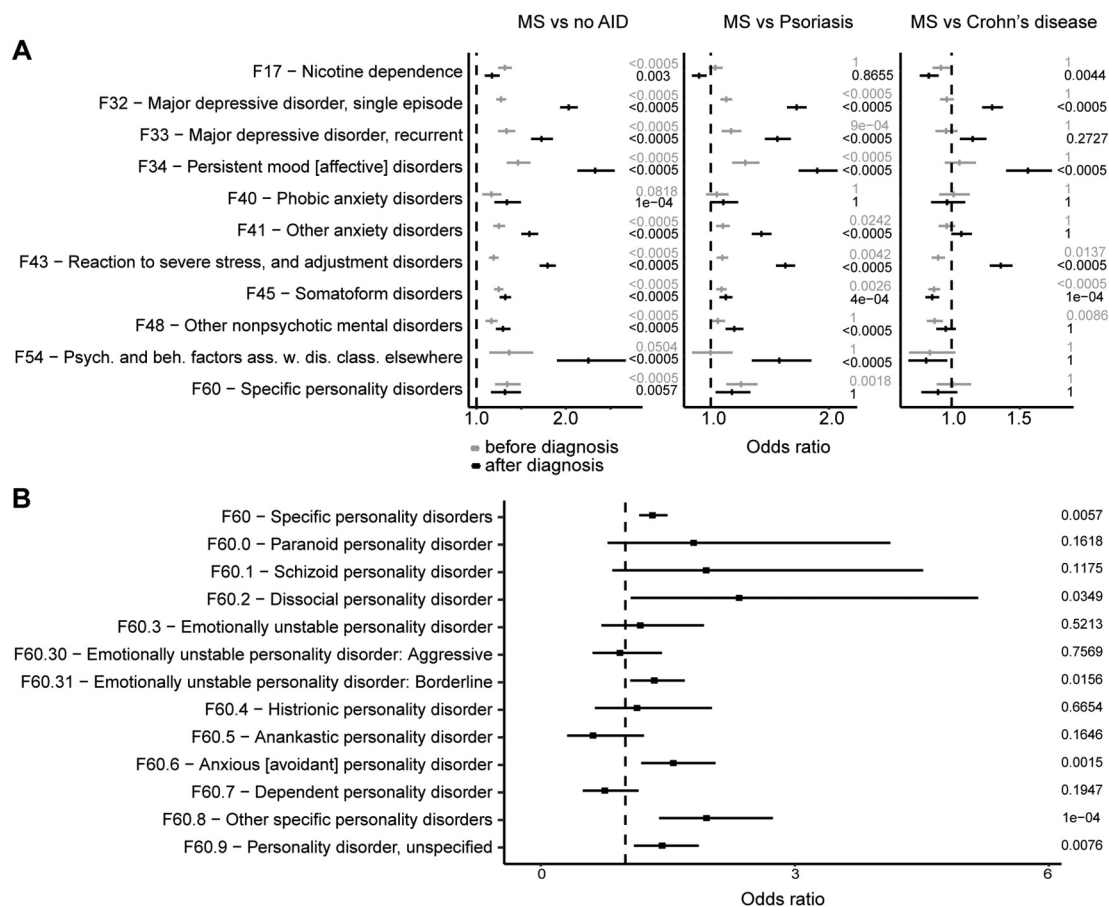 MS vs no AID MS vs Psoriasis MS vs Crohn's disease
A
F17 − Nicotine dependence <0.0005 0.003 1 0.8655 1 0.0044
F32 − Major depressive disorder, single episode <0.0005 <0.0005 <0.0005 <0.0005 1 <0.0005
F33 − Major depressive disorder, recurrent <0.0005 <0.0005 9e−04 <0.0005 1 0.2727
F34 − Persistent mood [affective] disorders <0.0005 <0.0005 <0.0005 <0.0005 1 <0.0005
F40 − Phobic anxiety disorders 0.0818 1e−04 1 1 1 1
F41 − Other anxiety disorders <0.0005 <0.0005 0.0242 <0.0005 1 1
F43 − Reaction to severe stress, and adjustment disorders <0.0005 <0.0005 0.0042 <0.0005 0.0137 <0.0005
F45 − Somatoform disorders <0.0005 <0.0005 0.0026 4e−04 <0.0005 1e−04
F48 − Other nonpsychotic mental disorders <0.0005 <0.0005 1 <0.0005 0.0086 1
F54 − Psych. and beh. factors ass. w. dis. class. elsewhere 0.0504 <0.0005 1 <0.0005 1 1
F60 − Specific personality disorders <0.0005 0.0057 0.0018 1 1 1
1.0 2.0 1.0 2.0 1.0 1.5
before diagnosis
after diagnosis
Odds ratio
B
F60 − Specific personality disorders 0.0057
F60.0 − Paranoid personality disorder 0.1618
F60.1 − Schizoid personality disorder 0.1175
F60.2 − Dissocial personality disorder 0.0349
F60.3 − Emotionally unstable personality disorder 0.5213
F60.30 − Emotionally unstable personality disorder: Aggressive 0.7569
F60.31 − Emotionally unstable personality disorder: Borderline 0.0156
F60.4 − Histrionic personality disorder 0.6654
F60.5 − Anankastic personality disorder 0.1646
F60.6 − Anxious [avoidant] personality disorder 0.0015
F60.7 − Dependent personality disorder 0.1947
F60.8 − Other specific personality disorders 1e−04
F60.9 − Personality disorder, unspecified 0.0076
0 3 6
Odds ratio